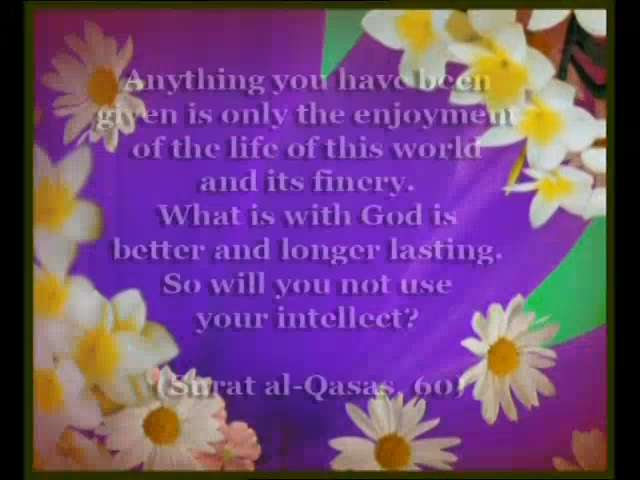 Anything you have been
given is only the enjoyment
of the life of this world
and its finery.
What is with God is
better and longer lasting.
So will you not use
your intellect?
(Surat al-Qasas, 60)